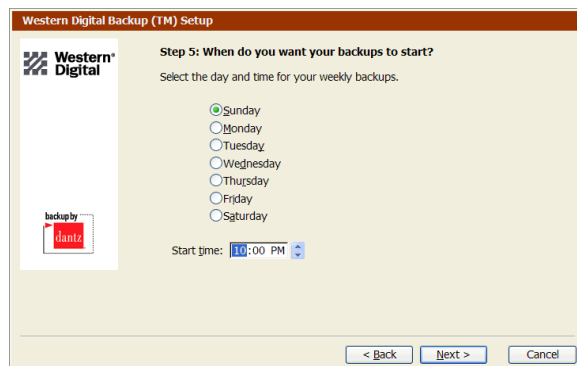 Western Digital Backup (TM) Setup
Western®
Digital
Step 5: When do you want your backups to start?
Select the day and time for your weekly backups.
Sunday
Monday
Tuesday
Wednesday
Thursday
Friday
Saturday
backup by
dantz
Start time: 10:00 PM
< Back
Next >
Cancel